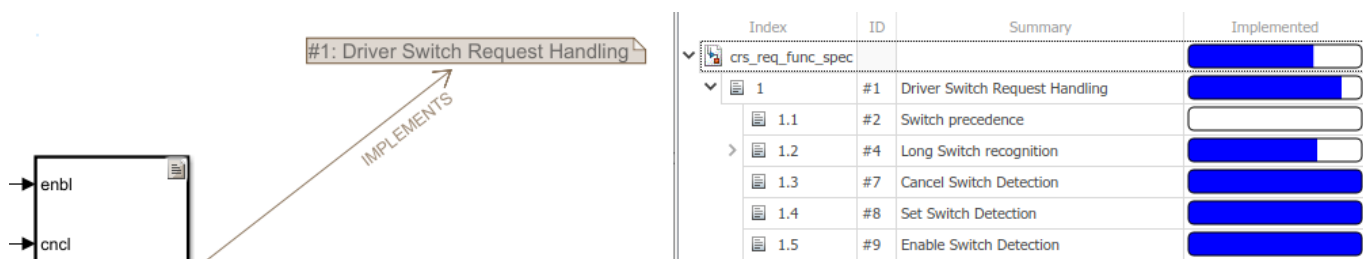 #1: Driver Switch Request Handling
IMPLEMENTS
enbl
cncl
Index ID Summary Implemented
crs_req_func_spec
1 #1 Driver Switch Request Handling
1.1 #2 Switch precedence
1.2 #4 Long Switch recognition
1.3 #7 Cancel Switch Detection
1.4 #8 Set Switch Detection
1.5 #9 Enable Switch Detection